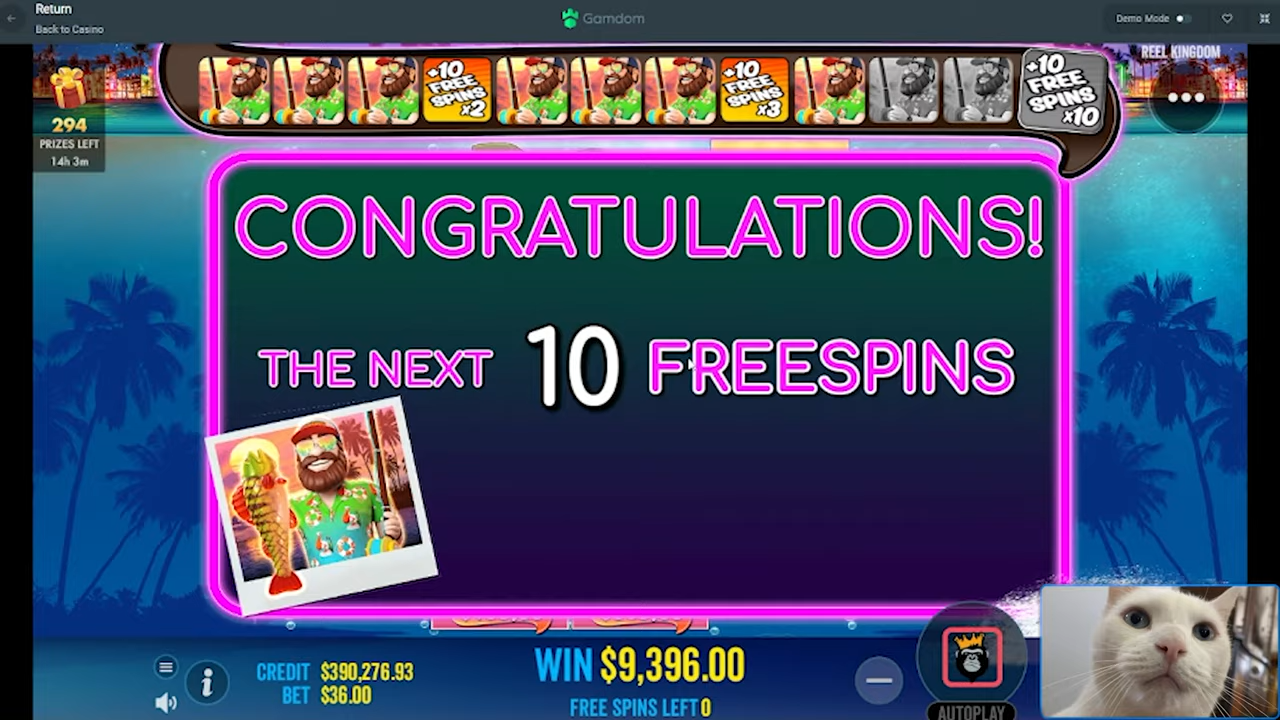 Return
Back to Casino
Gamdom
Demo Mode
REEL KINGDOM
294
PRIZES LEFT
14h 3m
+10
FREE
SPINS
x2
+10
FREE
SPINS
x3
+10
FREE
SPINS
x10
CONGRATULATIONS!
THE NEXT 10 FREESPINS
CREDIT $390,276.93
BET $36.00
WIN $9,396.00
FREE SPINS LEFT 0
AUTOPLAY